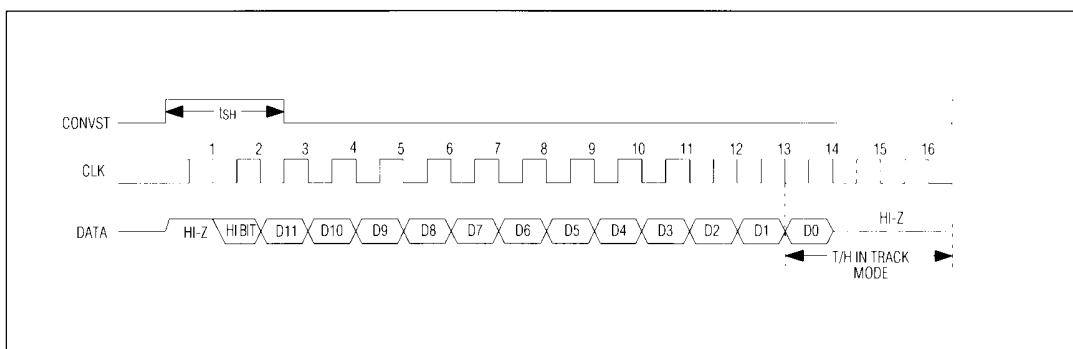 CONVST
tSH
1 2 3 4 5 6 7 8 9 10 11 12 13 14 15 16
CLK
DATA HI-Z HI BIT D11 D10 D9 D8 D7 D6 D5 D4 D3 D2 D1 D0 HI-Z
T/H IN TRACK
MODE